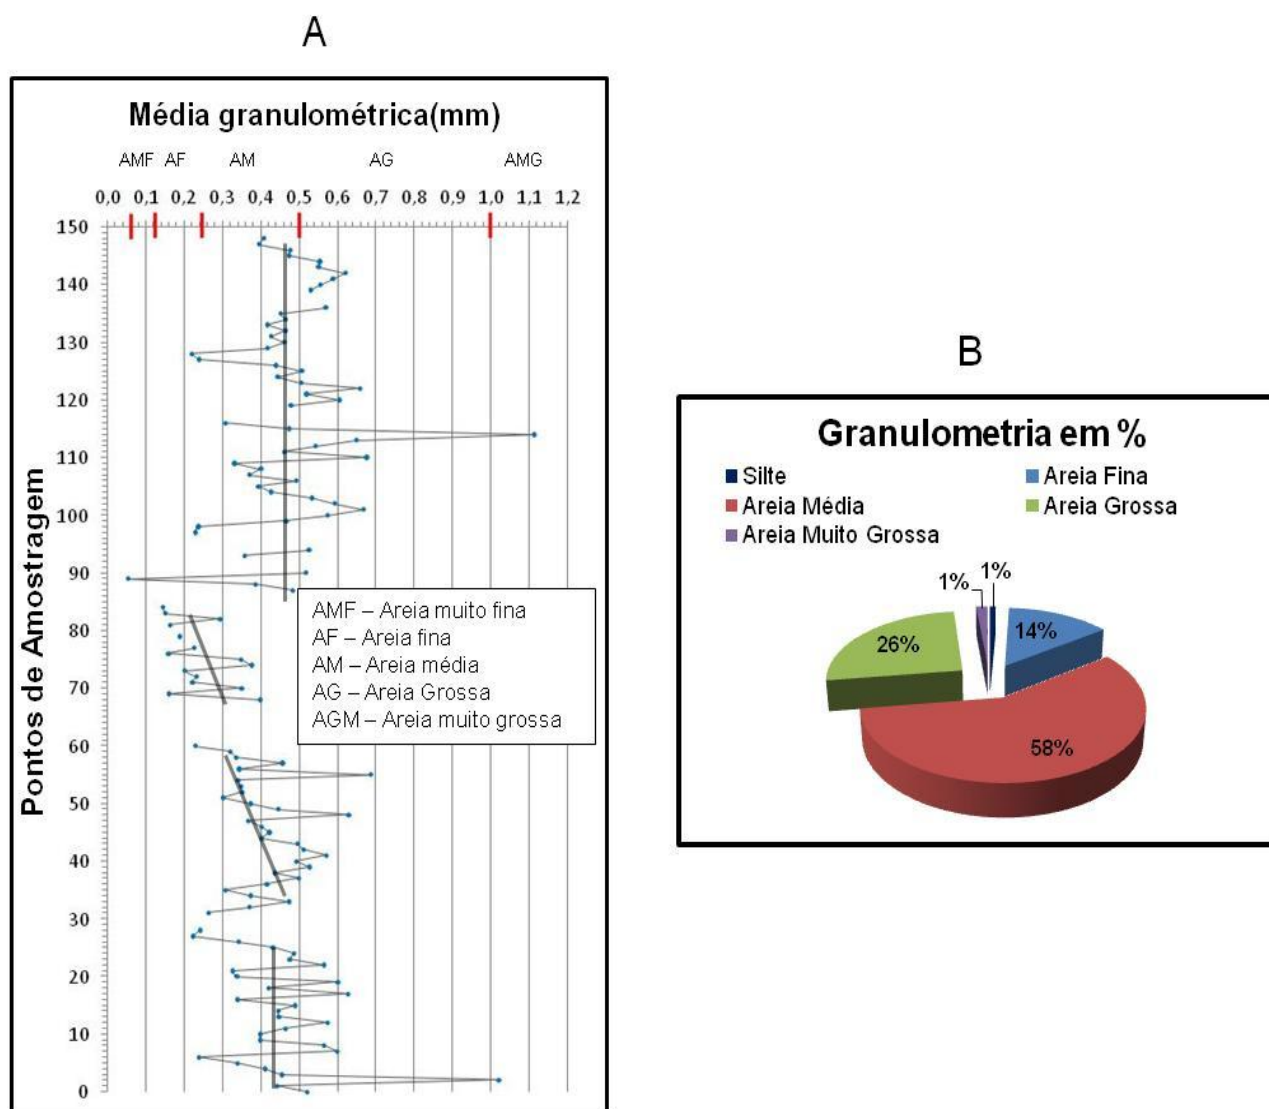 A
Média granulométrica(mm)
AMF AF AM AG AMG
0,0 0,1 0,2 0,3 0,4 0,5 0,6 0,7 0,8 0,9 1,0 1,1 1,2
150
140
130
120
110
100
90
80
70
60
50
40
30
20
10
0
Pontos de Amostragem
AMF – Areia muito fina
AF – Areia fina
AM – Areia média
AG – Areia Grossa
AGM – Areia muito grossa
B
Granulometria em %
Silte Areia Fina
Areia Média Areia Grossa
Areia Muito Grossa
1% 1%
26% 14%
58%